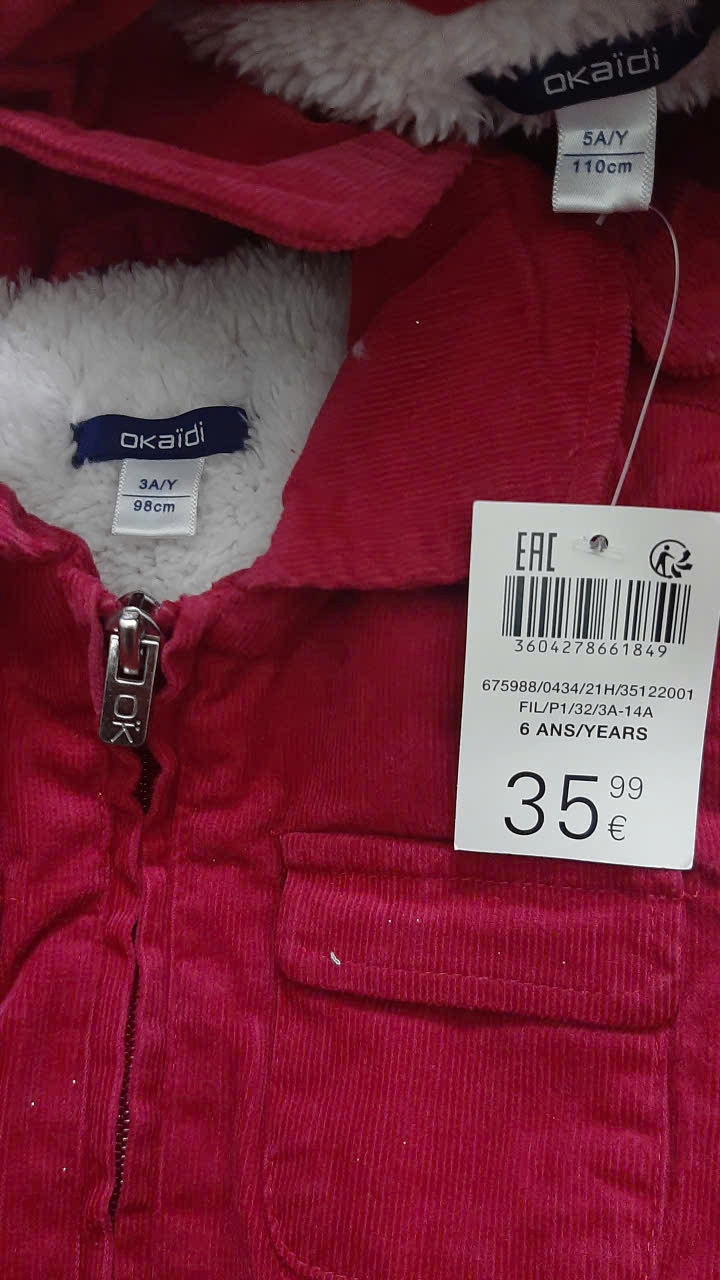 okaïdi
5A/Y
110cm
okaïdi
3A/Y
98cm
OK
EAC
3604278661849
675988/0434/21H/35122001
FIL/P1/32/3A-14A
6 ANS/YEARS
35 99 €